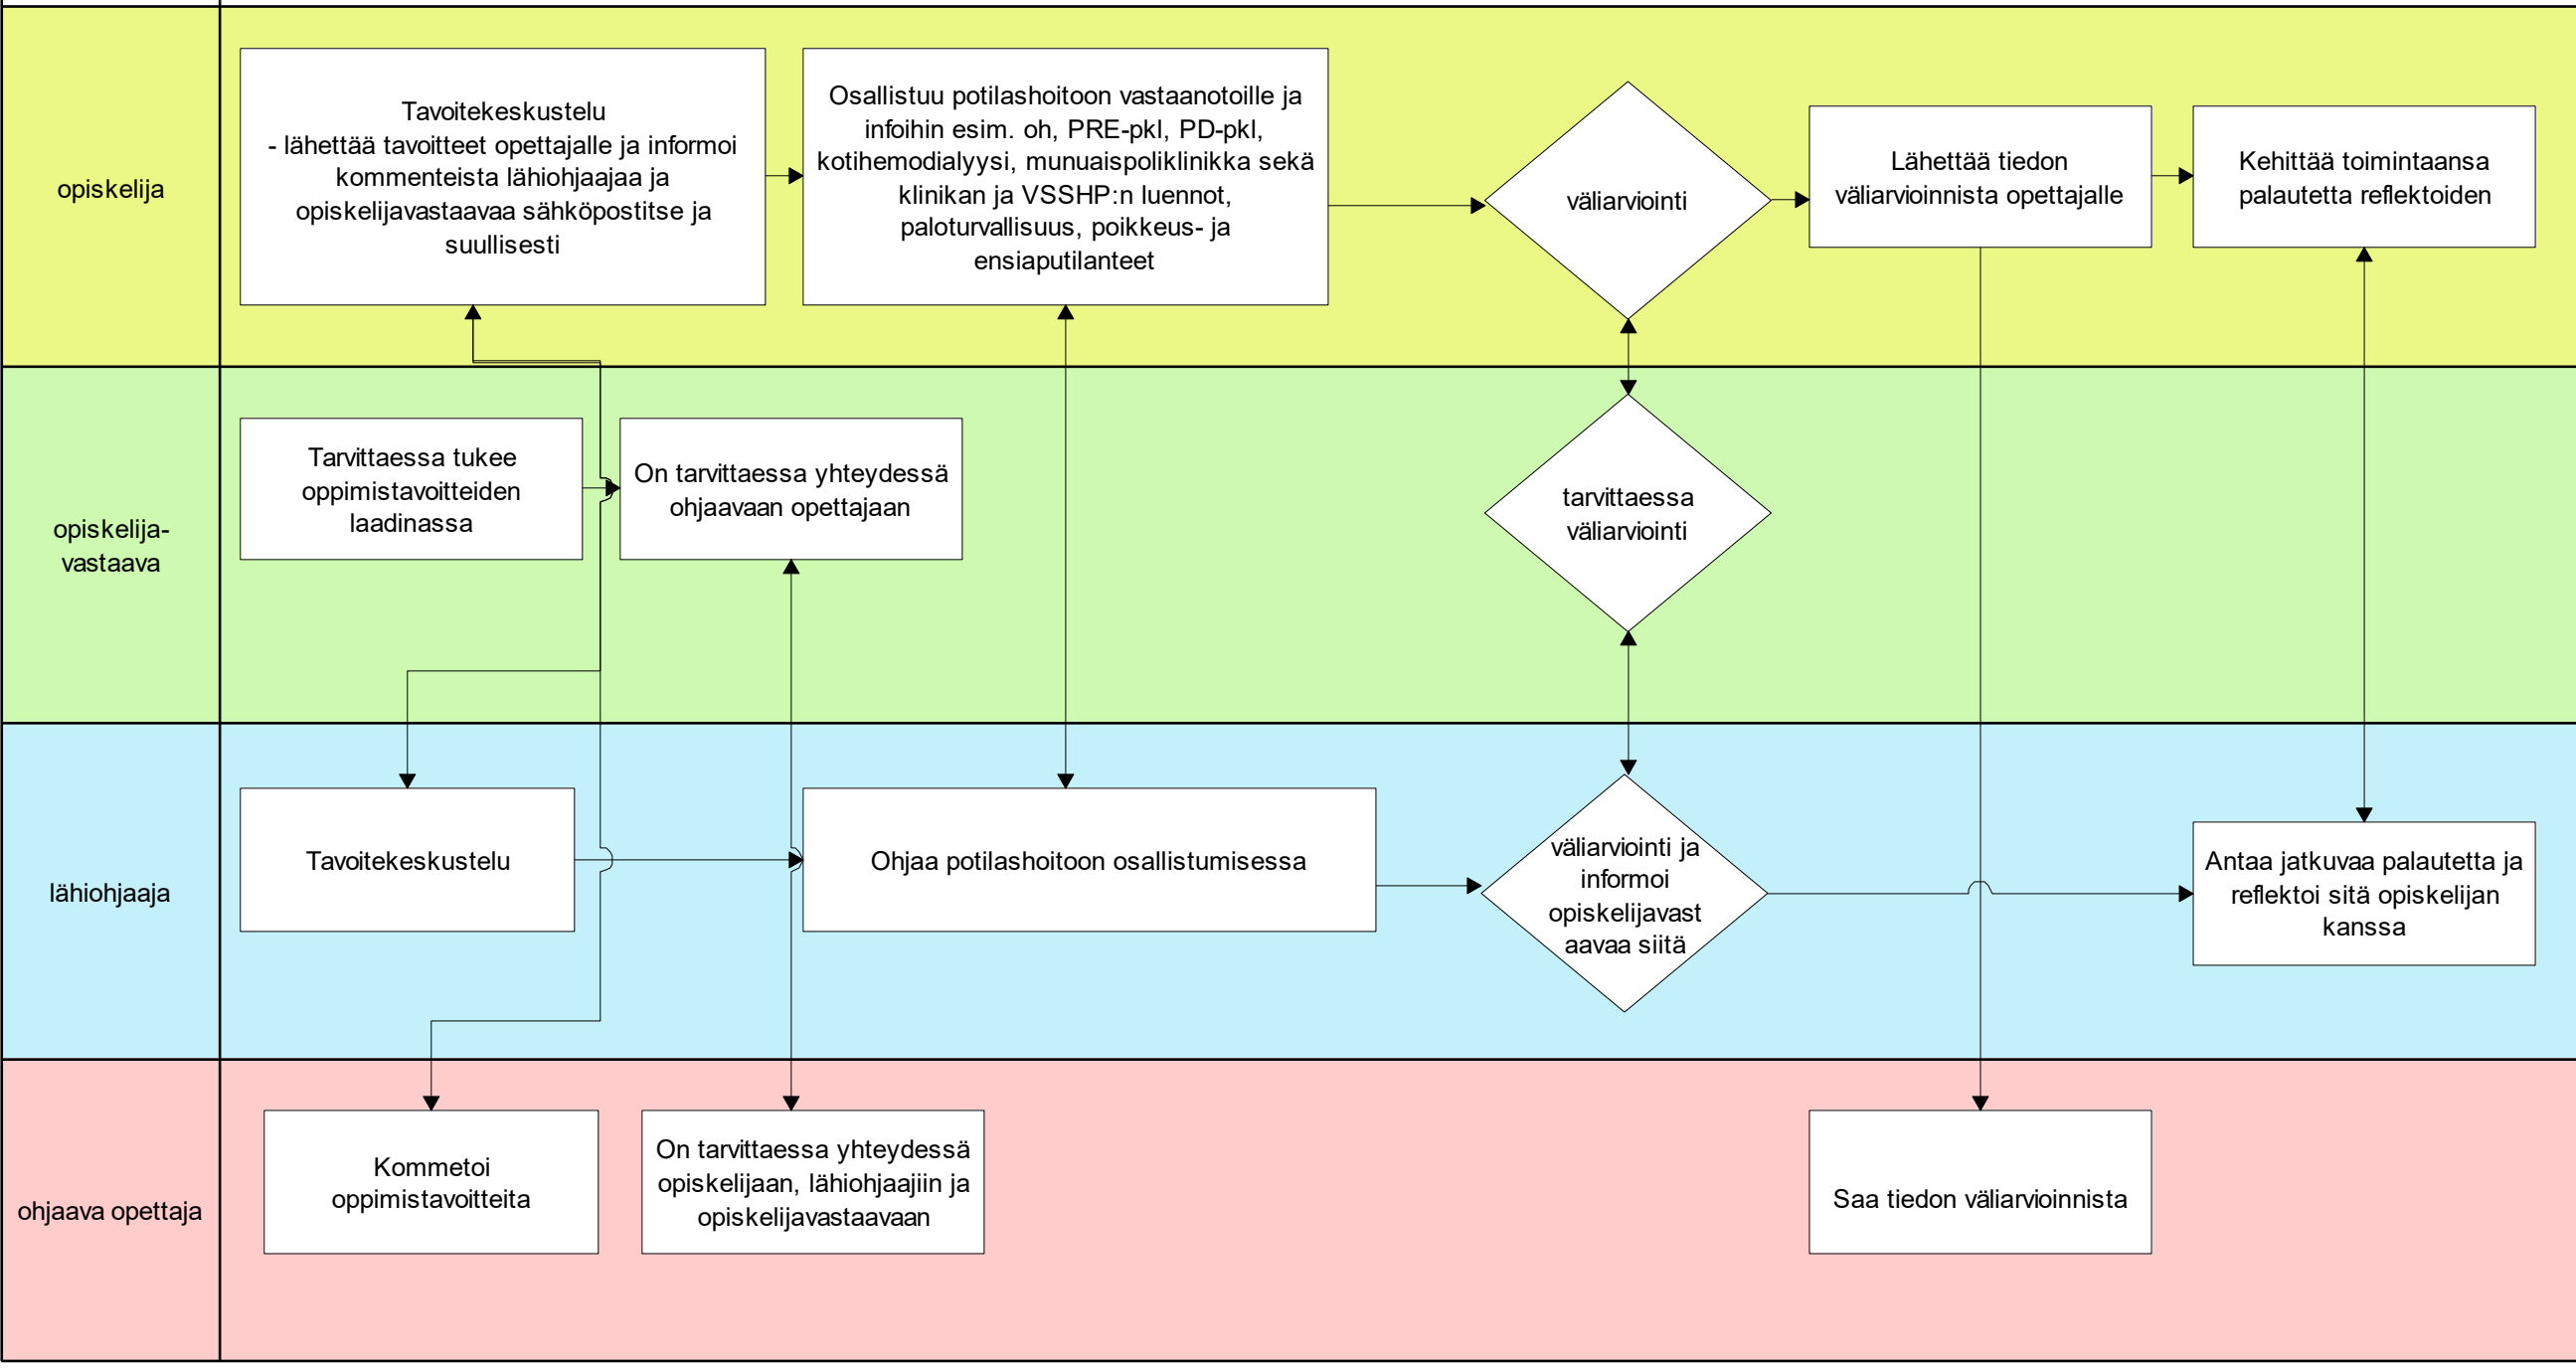 opiskelija
Tavoitekeskustelu
- lähettää tavoitteet opettajalle ja informoi
kommenteista lähiohjaajaa ja
opiskelijavastaavaa sähköpostitse ja
suullisesti
Osallistuu potilashoitoon vastaanotoille ja
infoihin esim. oh, PRE-pkl, PD-pkl,
kotihemodialyysi, munuaispoliklinikka sekä
klinikan ja VSSHP:n luennot,
paloturvallisuus, poikkeus- ja
ensiaputilanteet
väliarviointi
Lähettää tiedon
väliarvioinnista opettajalle
Kehittää toimintaansa
palautetta reflektoiden
opiskelija-
vastaava
Tarvittaessa tukee
oppimistavoitteiden
laadinassa
On tarvittaessa yhteydessä
ohjaavaan opettajaan
tarvittaessa
väliarviointi
lähiohjaaja
Tavoitekeskustelu
Ohjaa potilashoitoon osallistumisessa
väliarviointi ja
informoi
opiskelijavast
aavaa siitä
Antaa jatkuvaa palautetta ja
reflektoi sitä opiskelijan
kanssa
ohjaava opettaja
Kommetoi
oppimistavoitteita
On tarvittaessa yhteydessä
opiskelijaan, lähiohjaajiin ja
opiskelijavastaavaan
Saa tiedon väliarvioinnista